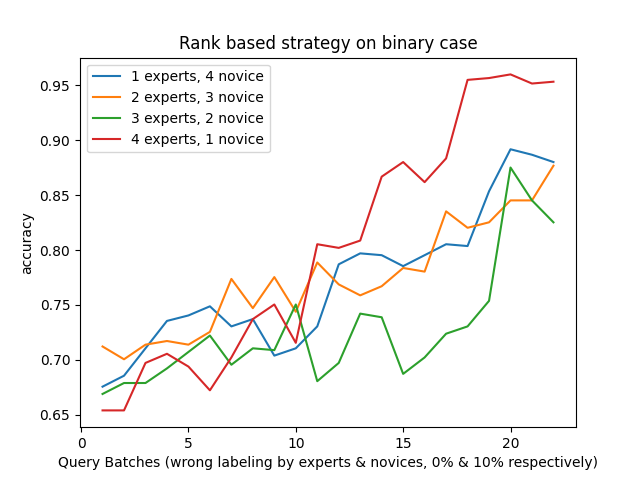 Rank based strategy on binary case
1 experts, 4 novice
2 experts, 3 novice
3 experts, 2 novice
4 experts, 1 novice
accuracy
0.95
0.90
0.85
0.80
0.75
0.70
0.65
0 5 10 15 20
Query Batches (wrong labeling by experts & novices, 0% & 10% respectively)